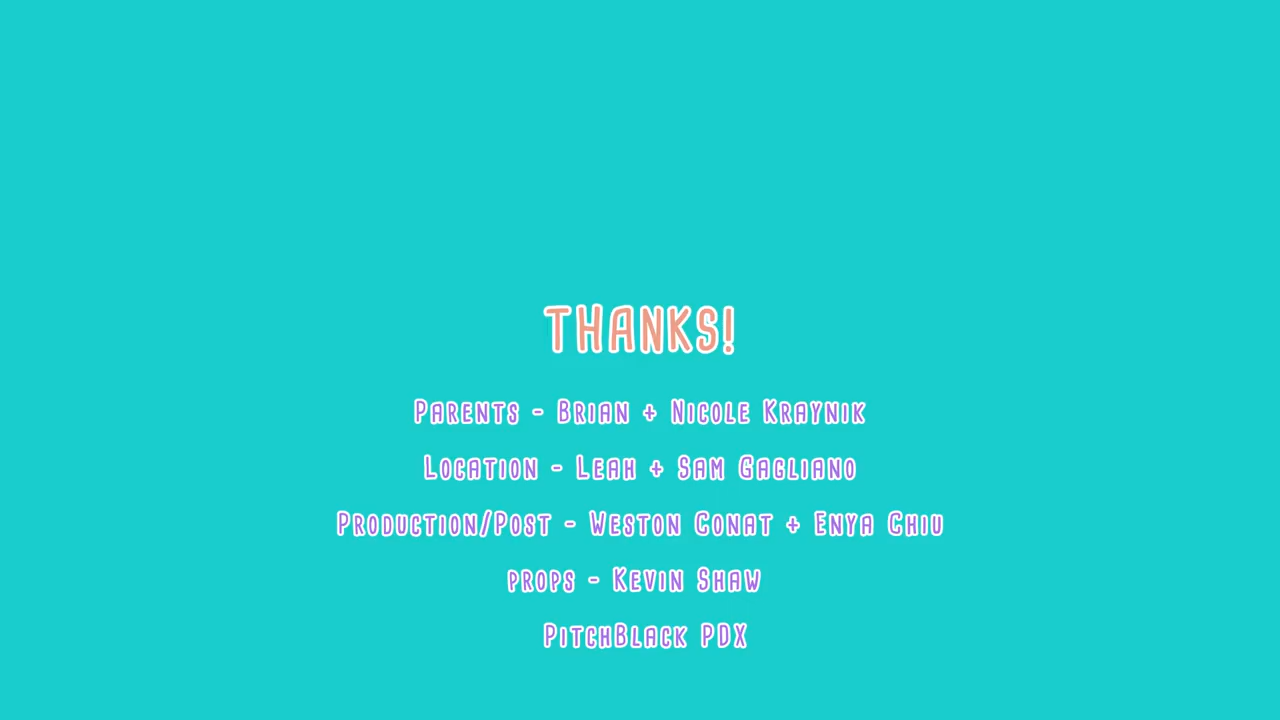 THANKS!
Parents - Brian + Nicole Kraynik
Location - Leah + Sam Gagliano
Production/Post - Weston Conat + Enya Chiu
props - Kevin Shaw
PitchBlack PDX